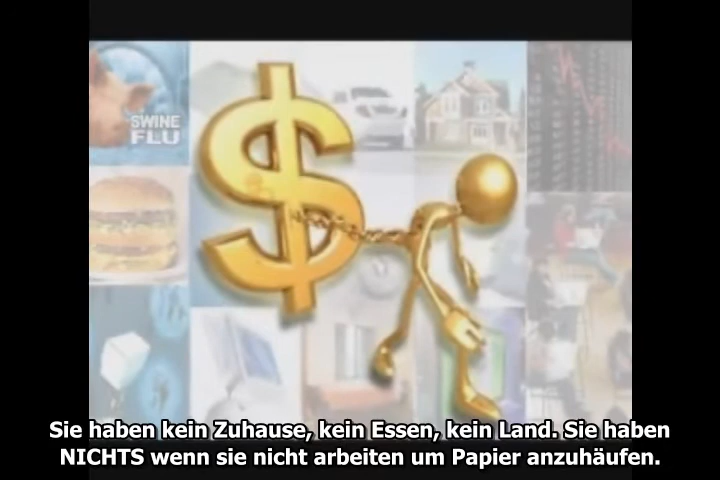 SWINE
FLU
Sie haben kein Zuhause, kein Essen, kein Land. Sie haben
NICHTS wenn sie nicht arbeiten um Papier anzuhäufen.